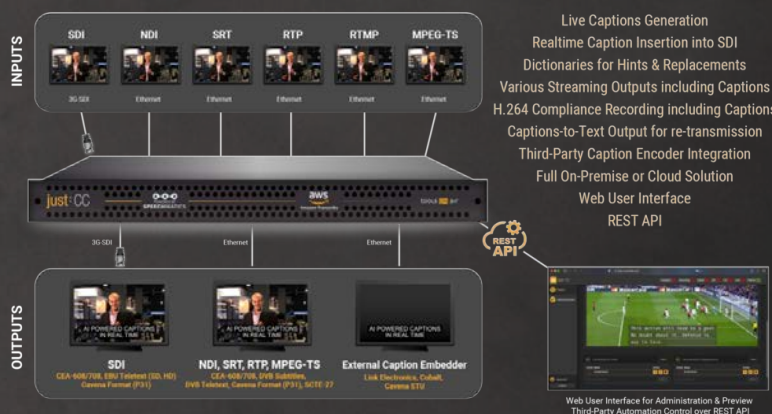 INPUTS
SDI
NDI
SRT
RTP
RTMP
MPEG-TS
3G-SDI
Ethernet
Ethernet
Ethernet
Ethernet
Ethernet
Live Captions Generation
Realtime Caption Insertion into SDI
Dictionaries for Hints & Replacements
Various Streaming Outputs including Captions
H.264 Compliance Recording including Captions
Captions-to-Text Output for re-transmission
Third-Party Caption Encoder Integration
Full On-Premise or Cloud Solution
Web User Interface
REST API
just:CC
SPEECHMATICS
aws
3G-SDI
Ethernet
Ethernet
REST
API
OUTPUTS
AI POWERED CAPTIONS
IN REAL TIME
AI POWERED CAPTIONS
IN REAL TIME
AI POWERED CAPTIONS
IN REAL TIME
SDI
CEA-608/708, EBU Teletext (SD, HD)
Cavena Format (P31)
NDI, SRT, RTP, MPEG-TS
CEA-608/708, DVB Subtitles,
DVB Teletext, Cavena Format (P31), SCTE-27
External Caption Embedder
Link Electronics, Cobalt,
Cavena STU
Web User Interface for Administration & Preview
Third-Party Automation Control over REST API